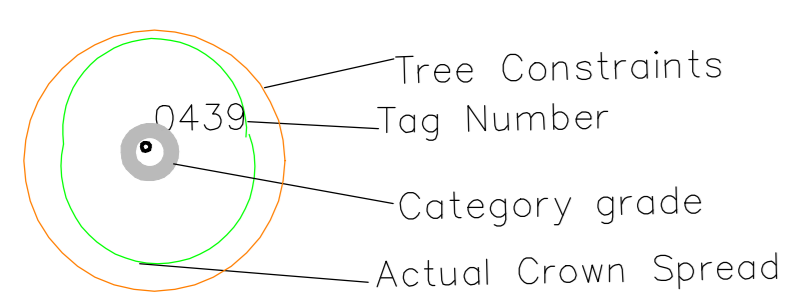 Tree Constraints
0439
Tag Number
Category grade
Actual Crown Spread